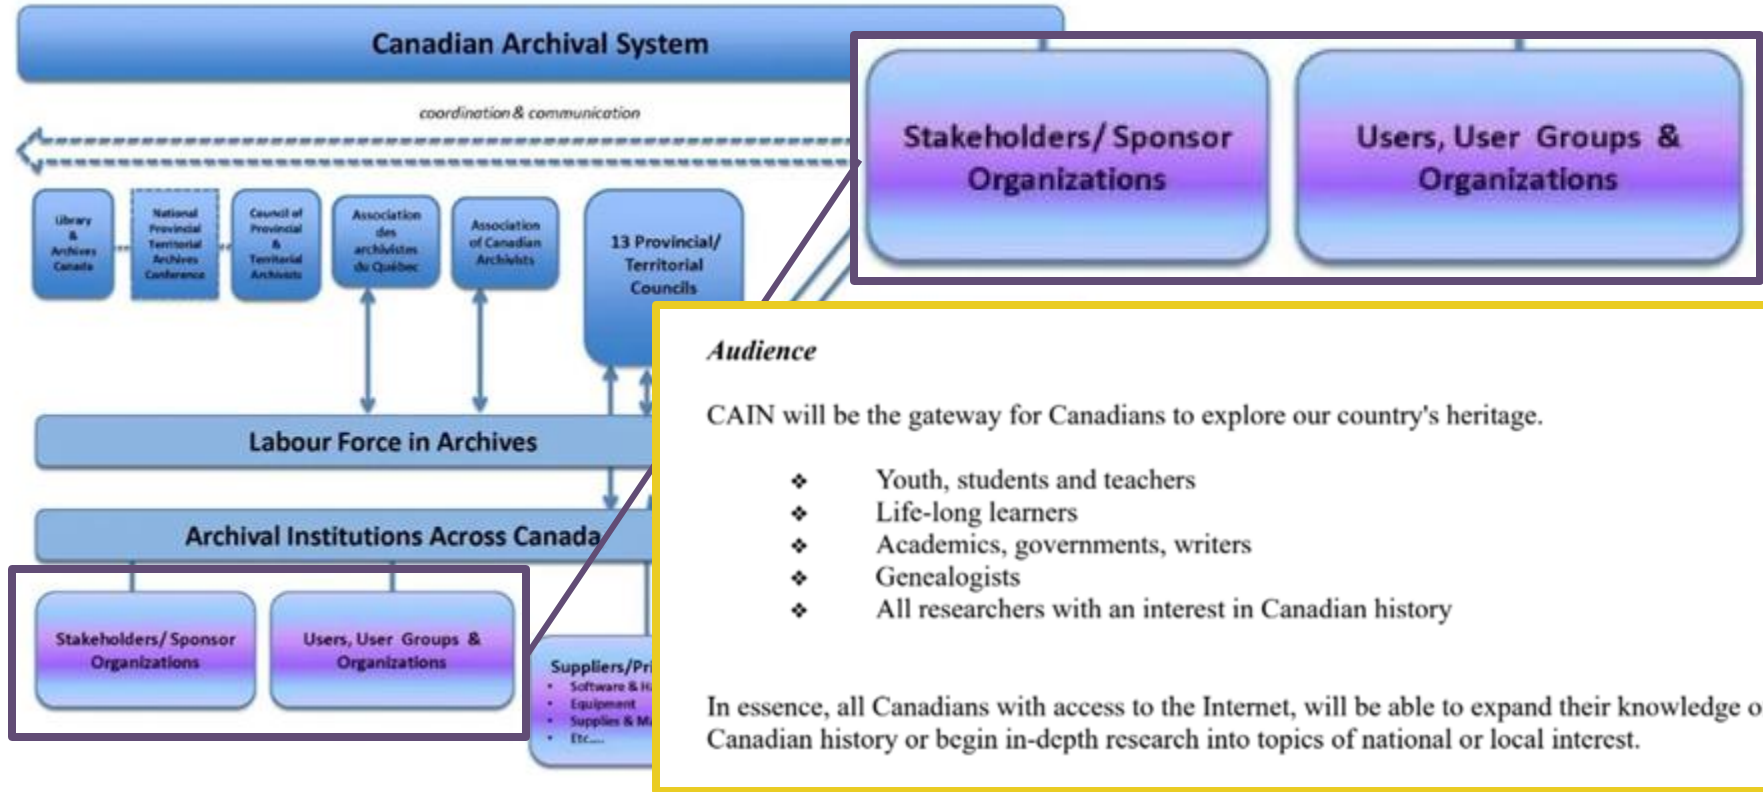 Canadian Archival System
coordination & communication
Stakeholders/ Sponsor
Organizations
Users, User Groups &
Organizations
Library
&
Archives
Canada
National
Provincial
Territorial
Archives
Conference
Council of
Provincial
&
Territorial
Archivists
Association
des
archivistes
du Québec
Association
of Canadian
Archivists
13 Provincial/
Territorial
Councils
Labour Force in Archives
Archival Institutions Across Canada
Stakeholders/ Sponsor
Organizations
Users, User Groups &
Organizations
Suppliers/Pri
• Software & H
• Equipment
• Supplies & M
• Etc....
Audience
CAIN will be the gateway for Canadians to explore our country's heritage.
❖ Youth, students and teachers
❖ Life-long learners
❖ Academics, governments, writers
❖ Genealogists
❖ All researchers with an interest in Canadian history
In essence, all Canadians with access to the Internet, will be able to expand their knowledge o
Canadian history or begin in-depth research into topics of national or local interest.